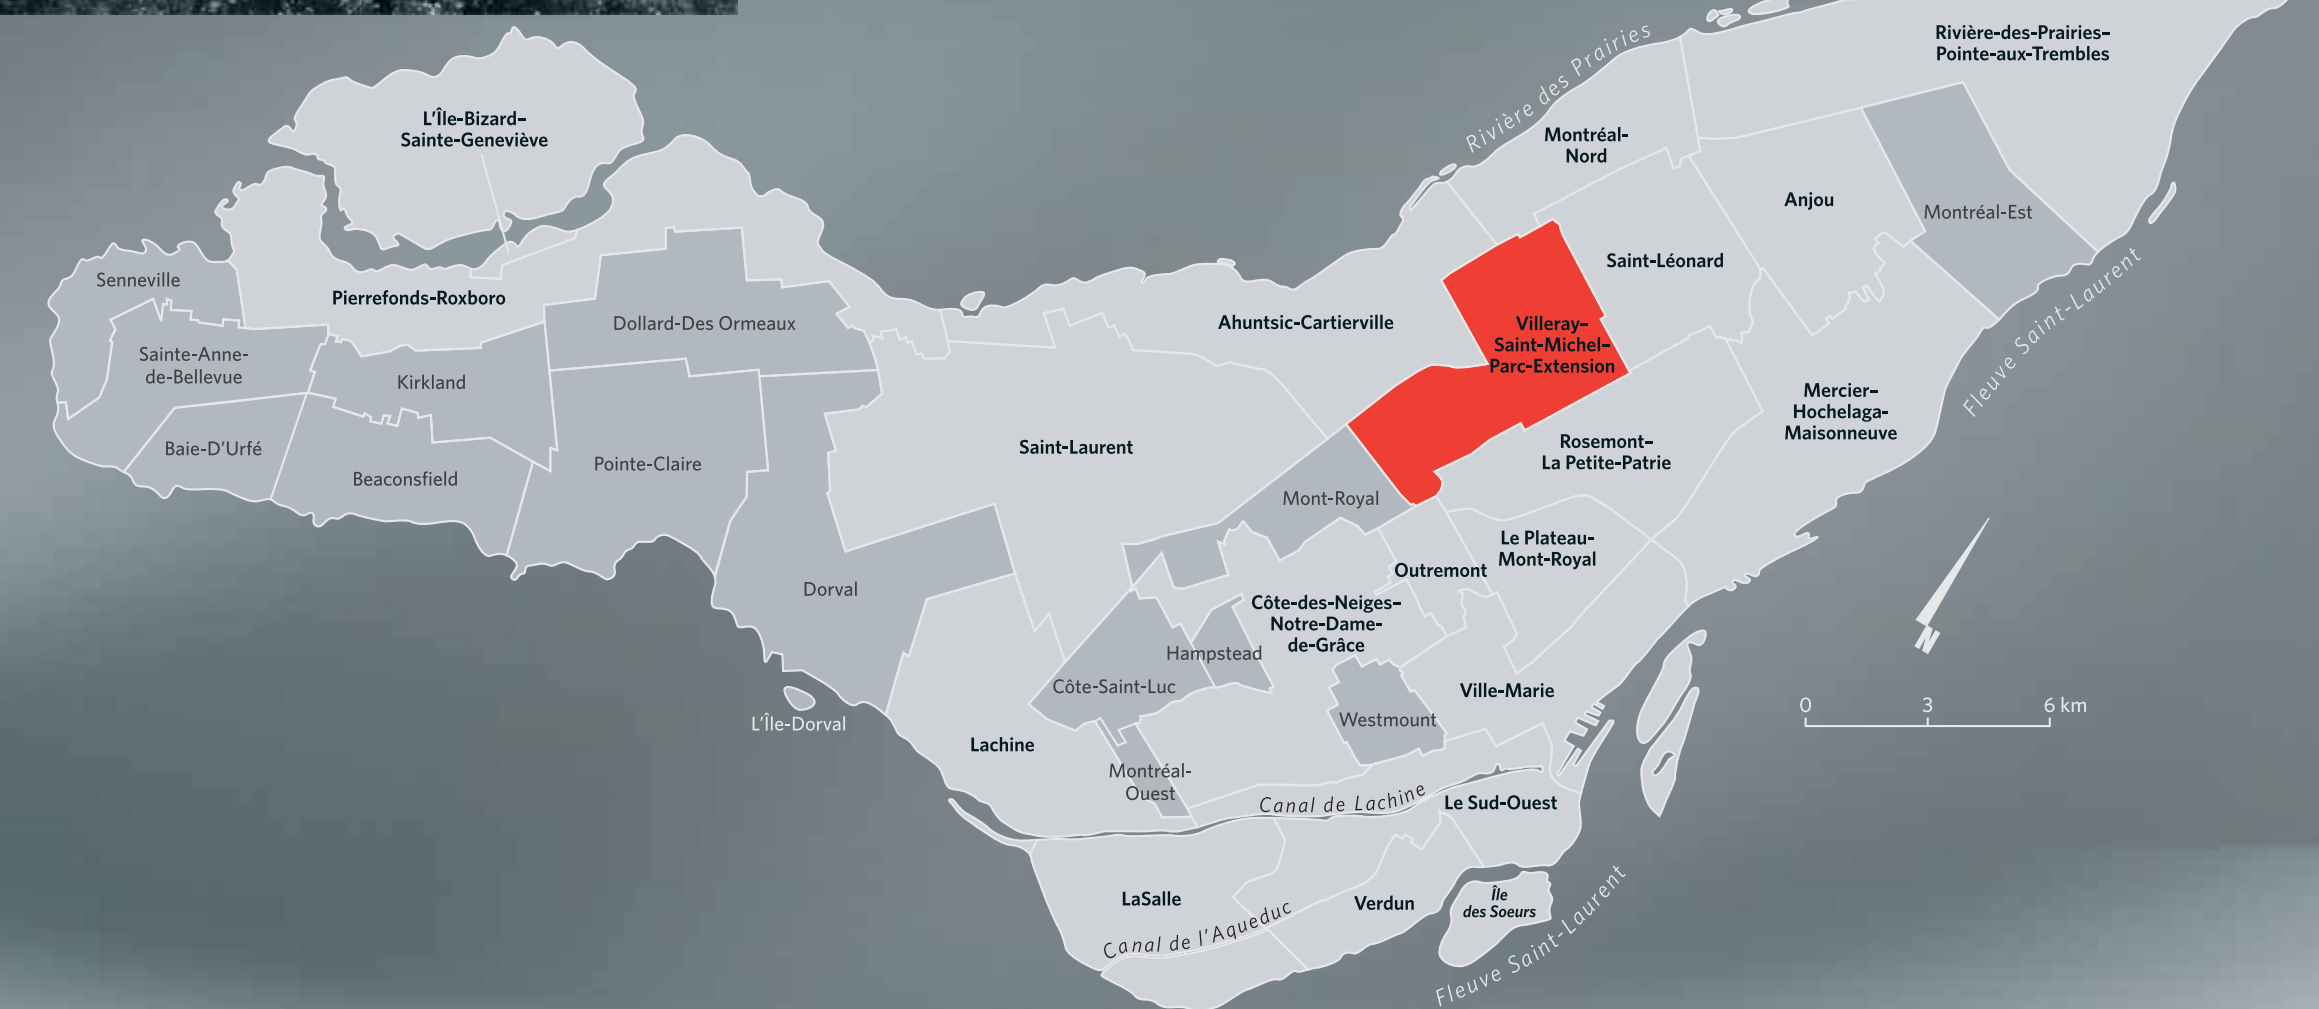 Rivière-des-Prairies–
Pointe-aux-Trembles
Rivière des Prairies
L'Île-Bizard–
Sainte-Geneviève
Montréal-
Nord
Anjou
Montréal-Est
Saint-Léonard
Senneville
Pierrefonds-Roxboro
Dollard-Des Ormeaux
Ahuntsic-Cartierville
Villeray–
Saint-Michel–
Parc-Extension
Fleuve Saint-Laurent
Sainte-Anne-
de-Bellevue
Kirkland
Mercier–
Hochelaga-
Maisonneuve
Baie-D'Urfé
Beaconsfield
Pointe-Claire
Saint-Laurent
Rosemont–
La Petite-Patrie
Mont-Royal
Le Plateau-
Mont-Royal
Outremont
Dorval
Côte-des-Neiges–
Notre-Dame-
de-Grâce
Hampstead
Côte-Saint-Luc
Ville-Marie
N
L'Île-Dorval
Westmount
0 3 6 km
Lachine
Montréal-
Ouest
Canal de Lachine
Le Sud-Ouest
LaSalle
Verdun
Île
des Soeurs
Canal de l'Aqueduc
Fleuve Saint-Laurent